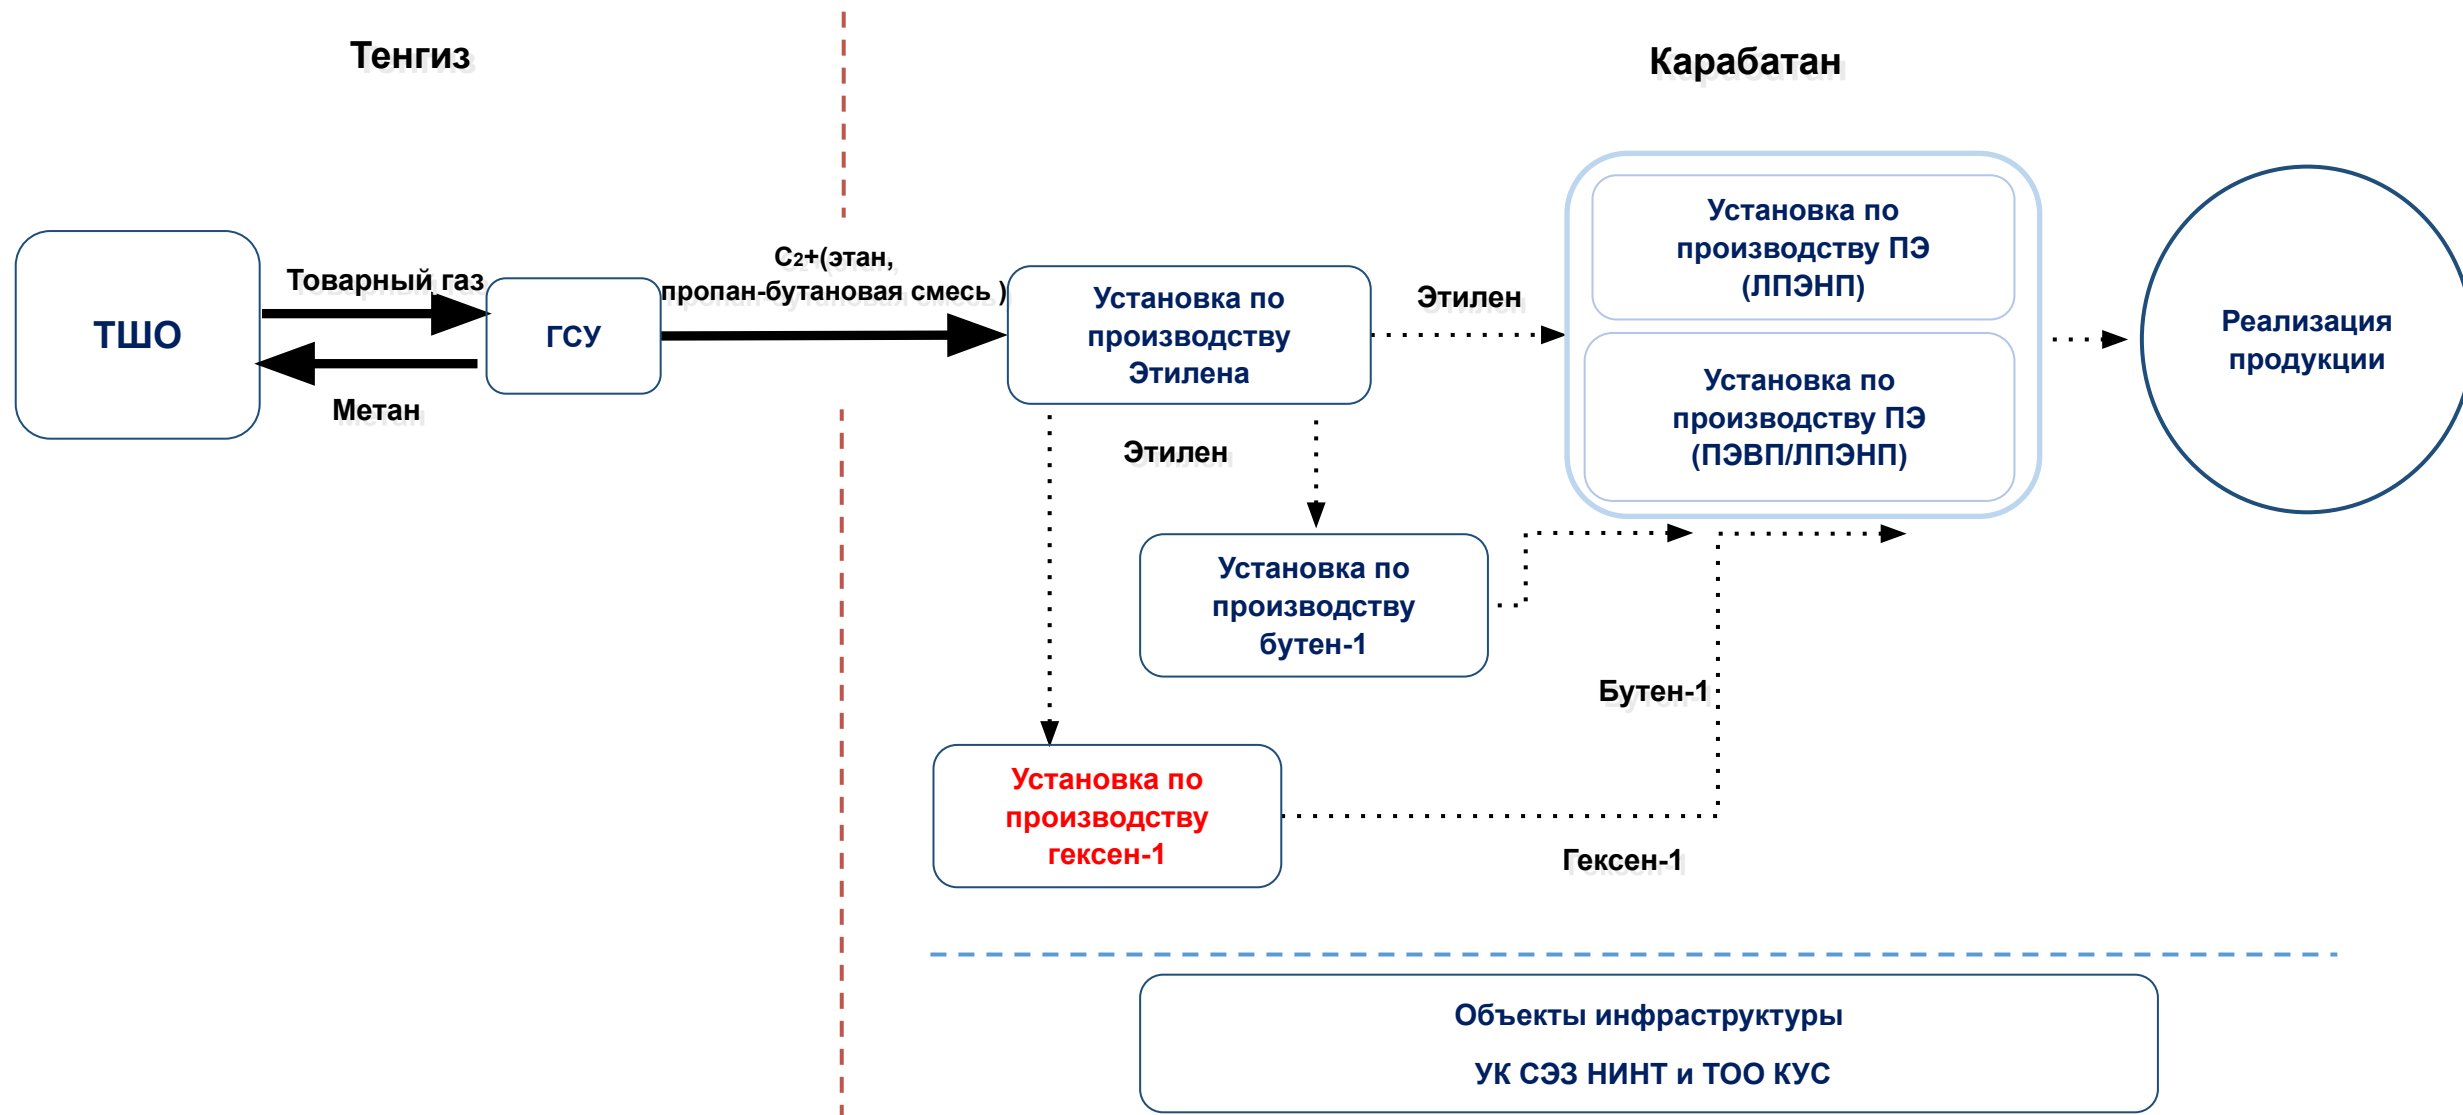 Тенгиз
Карабатан
ТШО
Товарный газ
Метан
ГСУ
С2+(этан,
пропан-бутановая смесь )
Установка по
производству
Этилена
Этилен
Установка по
производству ПЭ
(ЛПЭНП)
Установка по
производству ПЭ
(ПЭВП/ЛПЭНП)
Реализация
продукции
Этилен
Установка по
производству
бутен-1
Бутен-1
Установка по
производству
гексен-1
Гексен-1
Объекты инфраструктуры
УК СЭЗ НИНТ и ТОО КУС